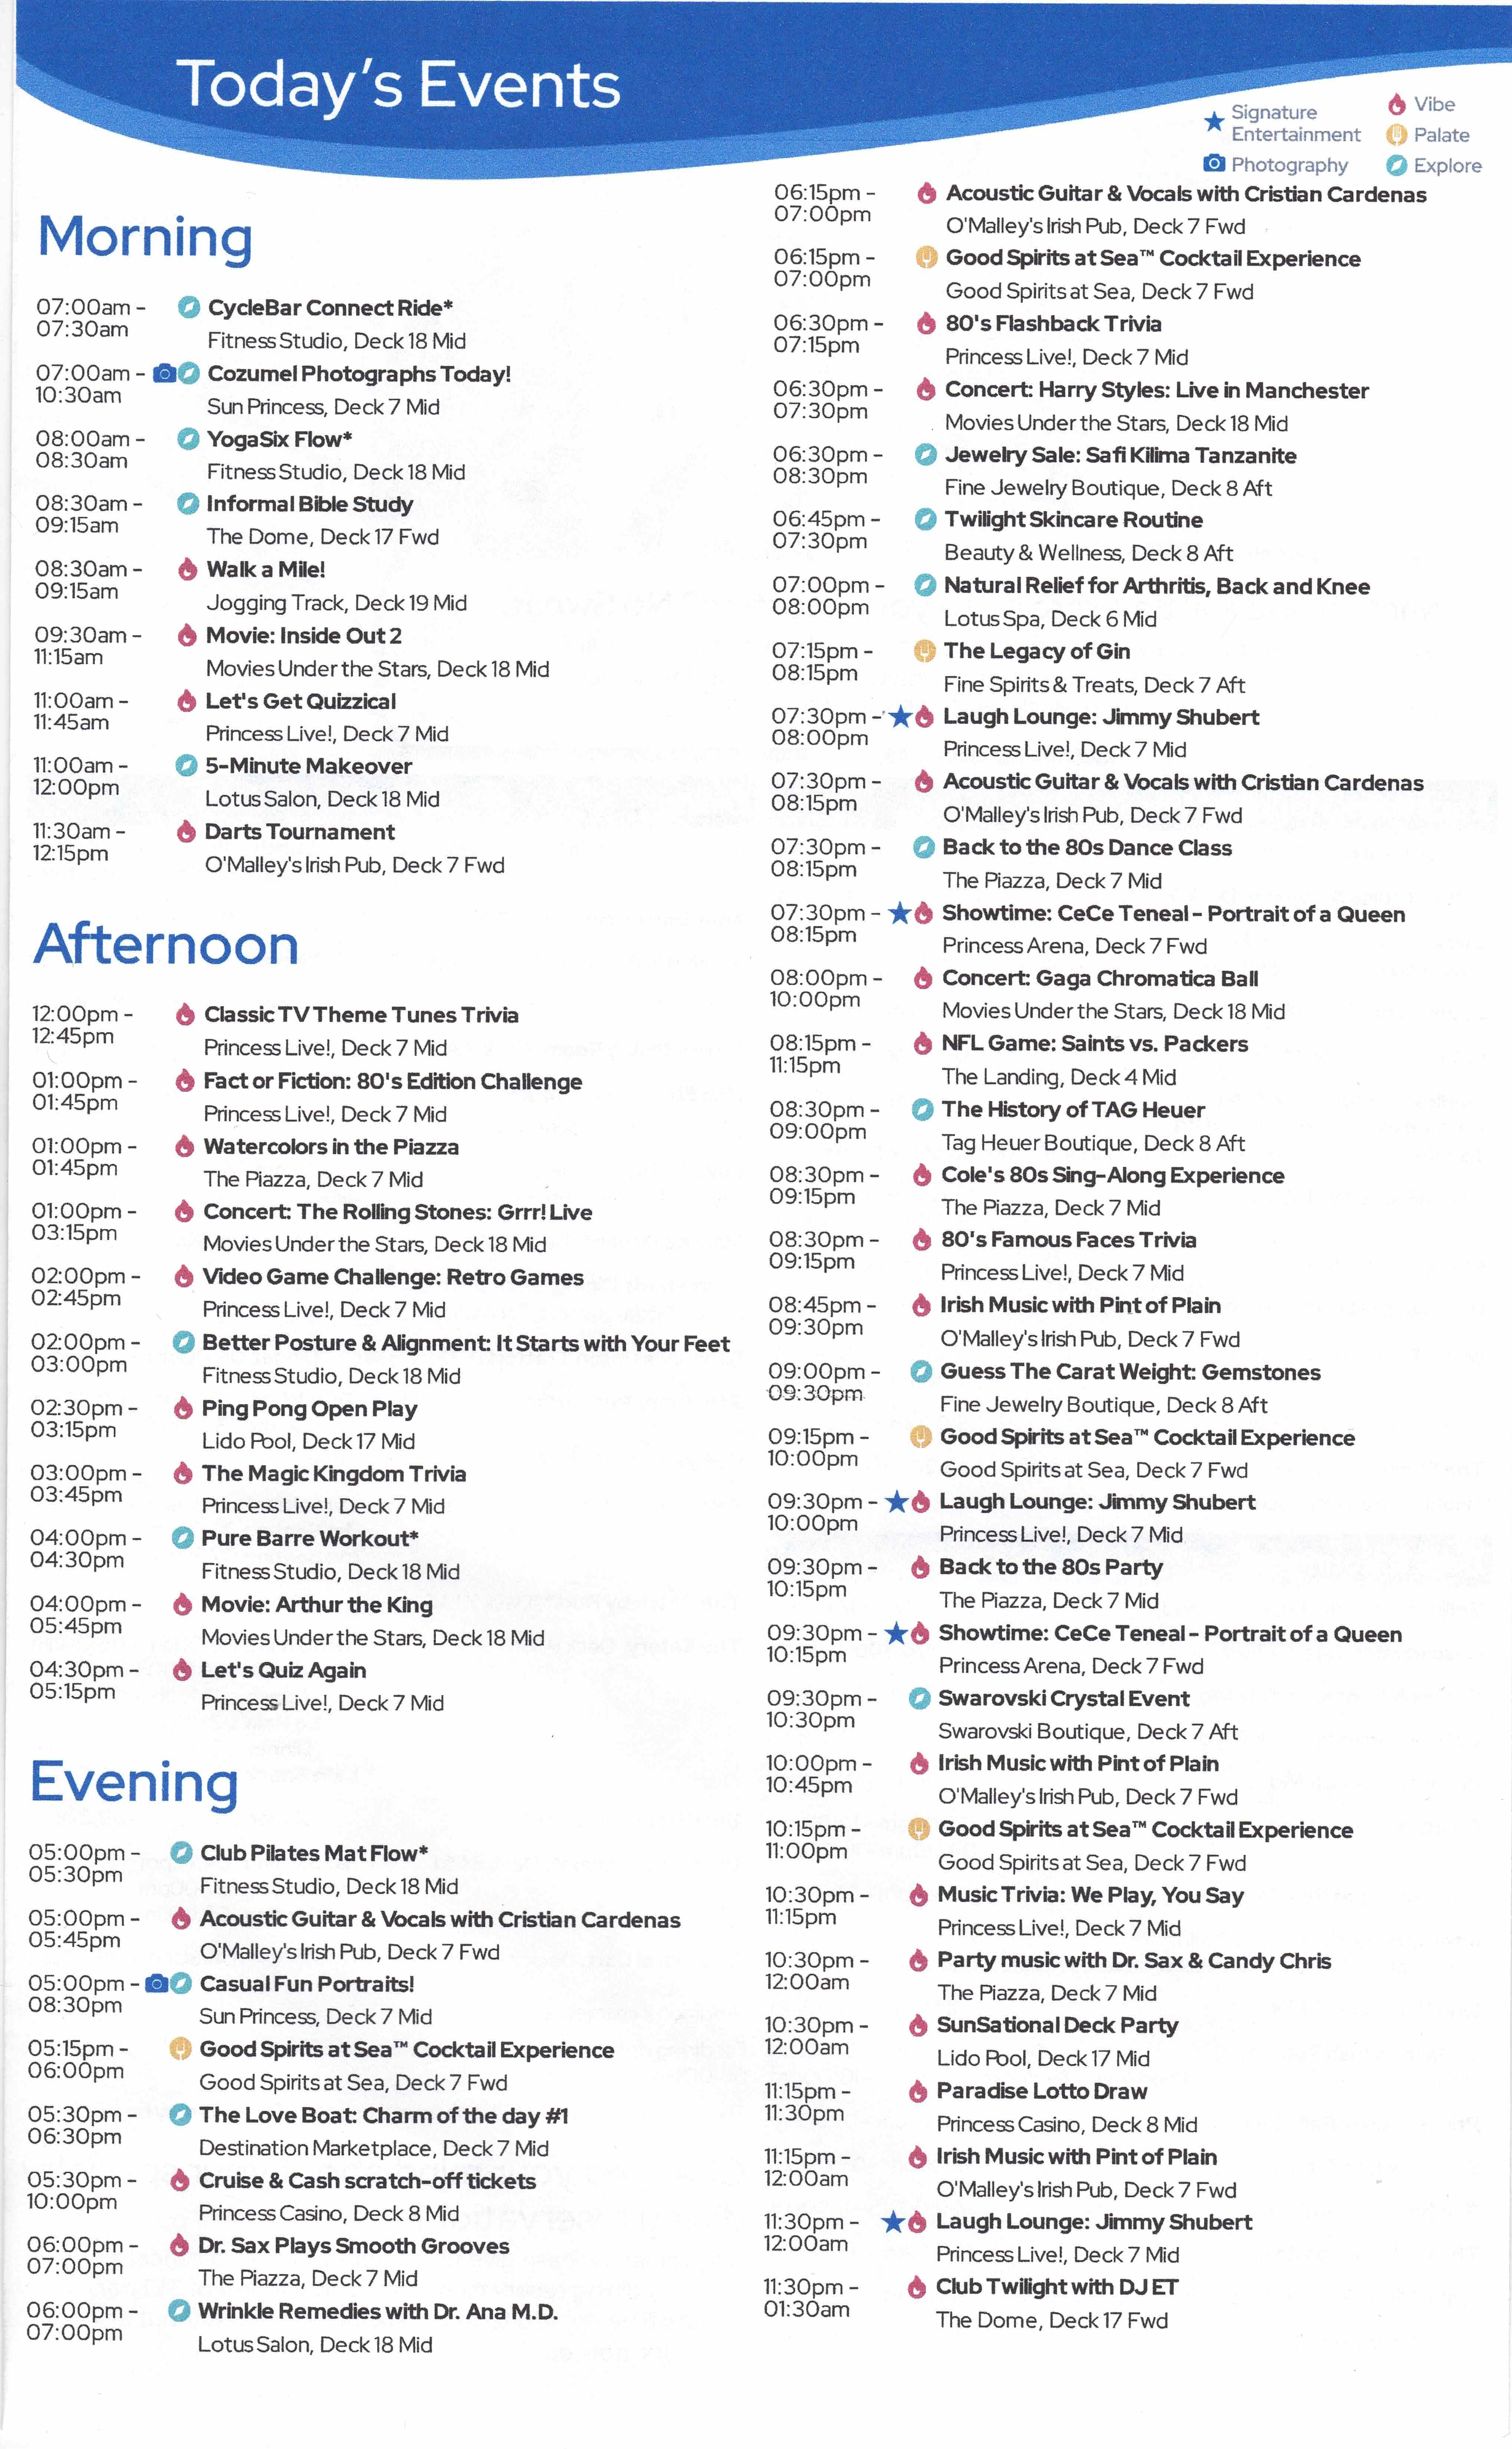 Today's Events
Signature
Entertainment
Photography
Vibe
Palate
Explore
Morning
07:00am - CycleBar Connect Ride*
07:30am
Fitness Studio, Deck 18 Mid
07:00am - Cozumel Photographs Today!
10:30am
Sun Princess, Deck 7 Mid
08:00am - YogaSix Flow*
08:30am
Fitness Studio, Deck 18 Mid
08:30am - Informal Bible Study
09:15am
The Dome, Deck 17 Fwd
08:30am - Walk a Mile!
09:15am
Jogging Track, Deck 19 Mid
09:30am - Movie: Inside Out 2
11:15am
Movies Under the Stars, Deck 18 Mid
11:00am - Let's Get Quizzical
11:45am
Princess Live!, Deck 7 Mid
11:00am - 5-Minute Makeover
12:00pm
Lotus Salon, Deck 18 Mid
11:30am - Darts Tournament
12:15pm
O'Malley's Irish Pub, Deck 7 Fwd
Afternoon
12:00pm - Classic TV Theme Tunes Trivia
12:45pm
Princess Live!, Deck 7 Mid
01:00pm - Fact or Fiction: 80's Edition Challenge
01:45pm
Princess Live!, Deck 7 Mid
01:00pm - Watercolors in the Piazza
01:45pm
The Piazza, Deck 7 Mid
01:00pm - Concert: The Rolling Stones: Grrr! Live
03:15pm
Movies Under the Stars, Deck 18 Mid
02:00pm - Video Game Challenge: Retro Games
02:45pm
Princess Live!, Deck 7 Mid
02:00pm - Better Posture & Alignment: It Starts with Your Feet
03:00pm
Fitness Studio, Deck 18 Mid
02:30pm - Ping Pong Open Play
03:15pm
Lido Pool, Deck 17 Mid
03:00pm - The Magic Kingdom Trivia
03:45pm
Princess Live!, Deck 7 Mid
04:00pm - Pure Barre Workout*
04:30pm
Fitness Studio, Deck 18 Mid
04:00pm - Movie: Arthur the King
05:45pm
Movies Under the Stars, Deck 18 Mid
04:30pm - Let's Quiz Again
05:15pm
Princess Live!, Deck 7 Mid
Evening
05:00pm - Club Pilates Mat Flow*
05:30pm
Fitness Studio, Deck 18 Mid
05:00pm - Acoustic Guitar & Vocals with Cristian Cardenas
05:45pm
O'Malley's Irish Pub, Deck 7 Fwd
05:00pm - Casual Fun Portraits!
08:30pm
Sun Princess, Deck 7 Mid
05:15pm - Good Spirits at Sea™ Cocktail Experience
06:00pm
Good Spirits at Sea, Deck 7 Fwd
05:30pm - The Love Boat: Charm of the day #1
06:30pm
Destination Marketplace, Deck 7 Mid
05:30pm - Cruise & Cash scratch-off tickets
10:00pm
Princess Casino, Deck 8 Mid
06:00pm - Dr. Sax Plays Smooth Grooves
07:00pm
The Piazza, Deck 7 Mid
06:00pm - Wrinkle Remedies with Dr. Ana M.D.
07:00pm
Lotus Salon, Deck 18 Mid
06:15pm - Acoustic Guitar & Vocals with Cristian Cardenas
07:00pm
O'Malley's Irish Pub, Deck 7 Fwd
06:15pm - Good Spirits at Sea™ Cocktail Experience
07:00pm
Good Spirits at Sea, Deck 7 Fwd
06:30pm - 80's Flashback Trivia
07:15pm
Princess Live!, Deck 7 Mid
06:30pm - Concert: Harry Styles: Live in Manchester
07:30pm
Movies Under the Stars, Deck 18 Mid
06:30pm - Jewelry Sale: Safi Kilima Tanzanite
08:30pm
Fine Jewelry Boutique, Deck 8 Aft
06:45pm - Twilight Skincare Routine
07:30pm
Beauty & Wellness, Deck 8 Aft
07:00pm - Natural Relief for Arthritis, Back and Knee
08:00pm
Lotus Spa, Deck 6 Mid
07:15pm - The Legacy of Gin
08:15pm
Fine Spirits & Treats, Deck 7 Aft
07:30pm - Laugh Lounge: Jimmy Shubert
08:00pm
Princess Live!, Deck 7 Mid
07:30pm - Acoustic Guitar & Vocals with Cristian Cardenas
08:15pm
O'Malley's Irish Pub, Deck 7 Fwd
07:30pm - Back to the 80s Dance Class
08:15pm
The Piazza, Deck 7 Mid
07:30pm - Showtime: CeCe Teneal - Portrait of a Queen
08:15pm
Princess Arena, Deck 7 Fwd
08:00pm - Concert: Gaga Chromatica Ball
10:00pm
Movies Under the Stars, Deck 18 Mid
08:15pm - NFL Game: Saints vs. Packers
11:15pm
The Landing, Deck 4 Mid
08:30pm - The History of TAG Heuer
09:00pm
Tag Heuer Boutique, Deck 8 Aft
08:30pm - Cole's 80s Sing-Along Experience
09:15pm
The Piazza, Deck 7 Mid
08:30pm - 80's Famous Faces Trivia
09:15pm
Princess Live!, Deck 7 Mid
08:45pm - Irish Music with Pint of Plain
09:30pm
O'Malley's Irish Pub, Deck 7 Fwd
09:00pm - Guess The Carat Weight: Gemstones
09:30pm
Fine Jewelry Boutique, Deck 8 Aft
09:15pm - Good Spirits at Sea™ Cocktail Experience
10:00pm
Good Spirits at Sea, Deck 7 Fwd
09:30pm - Laugh Lounge: Jimmy Shubert
10:00pm
Princess Live!, Deck 7 Mid
09:30pm - Back to the 80s Party
10:15pm
The Piazza, Deck 7 Mid
09:30pm - Showtime: CeCe Teneal - Portrait of a Queen
10:15pm
Princess Arena, Deck 7 Fwd
09:30pm - Swarovski Crystal Event
10:30pm
Swarovski Boutique, Deck 7 Aft
10:00pm - Irish Music with Pint of Plain
10:45pm
O'Malley's Irish Pub, Deck 7 Fwd
10:15pm - Good Spirits at Sea™ Cocktail Experience
11:00pm
Good Spirits at Sea, Deck 7 Fwd
10:30pm - Music Trivia: We Play, You Say
11:15pm
Princess Live!, Deck 7 Mid
10:30pm - Party music with Dr. Sax & Candy Chris
12:00am
The Piazza, Deck 7 Mid
10:30pm - SunSational Deck Party
12:00am
Lido Pool, Deck 17 Mid
11:15pm - Paradise Lotto Draw
11:30pm
Princess Casino, Deck 8 Mid
11:15pm - Irish Music with Pint of Plain
12:00am
O'Malley's Irish Pub, Deck 7 Fwd
11:30pm - Laugh Lounge: Jimmy Shubert
12:00am
Princess Live!, Deck 7 Mid
11:30pm - Club Twilight with DJ ET
01:30am
The Dome, Deck 17 Fwd